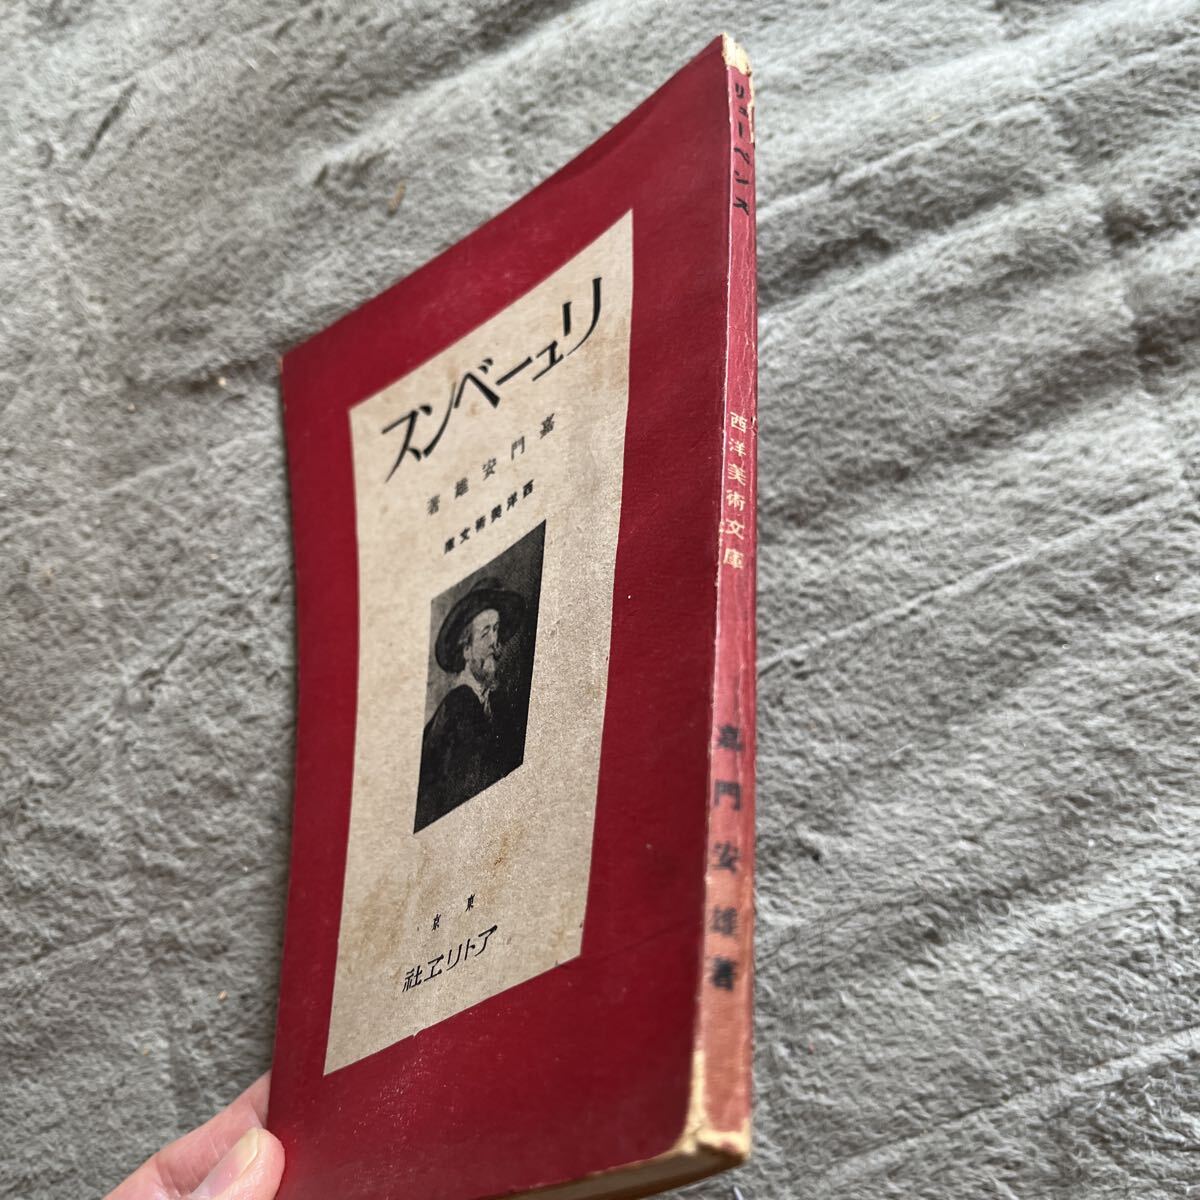 リューベンス
嘉門安雄著
西洋美術文庫
東京
アトリヱ社
リューベンス
西洋美術文庫
嘉門安雄著